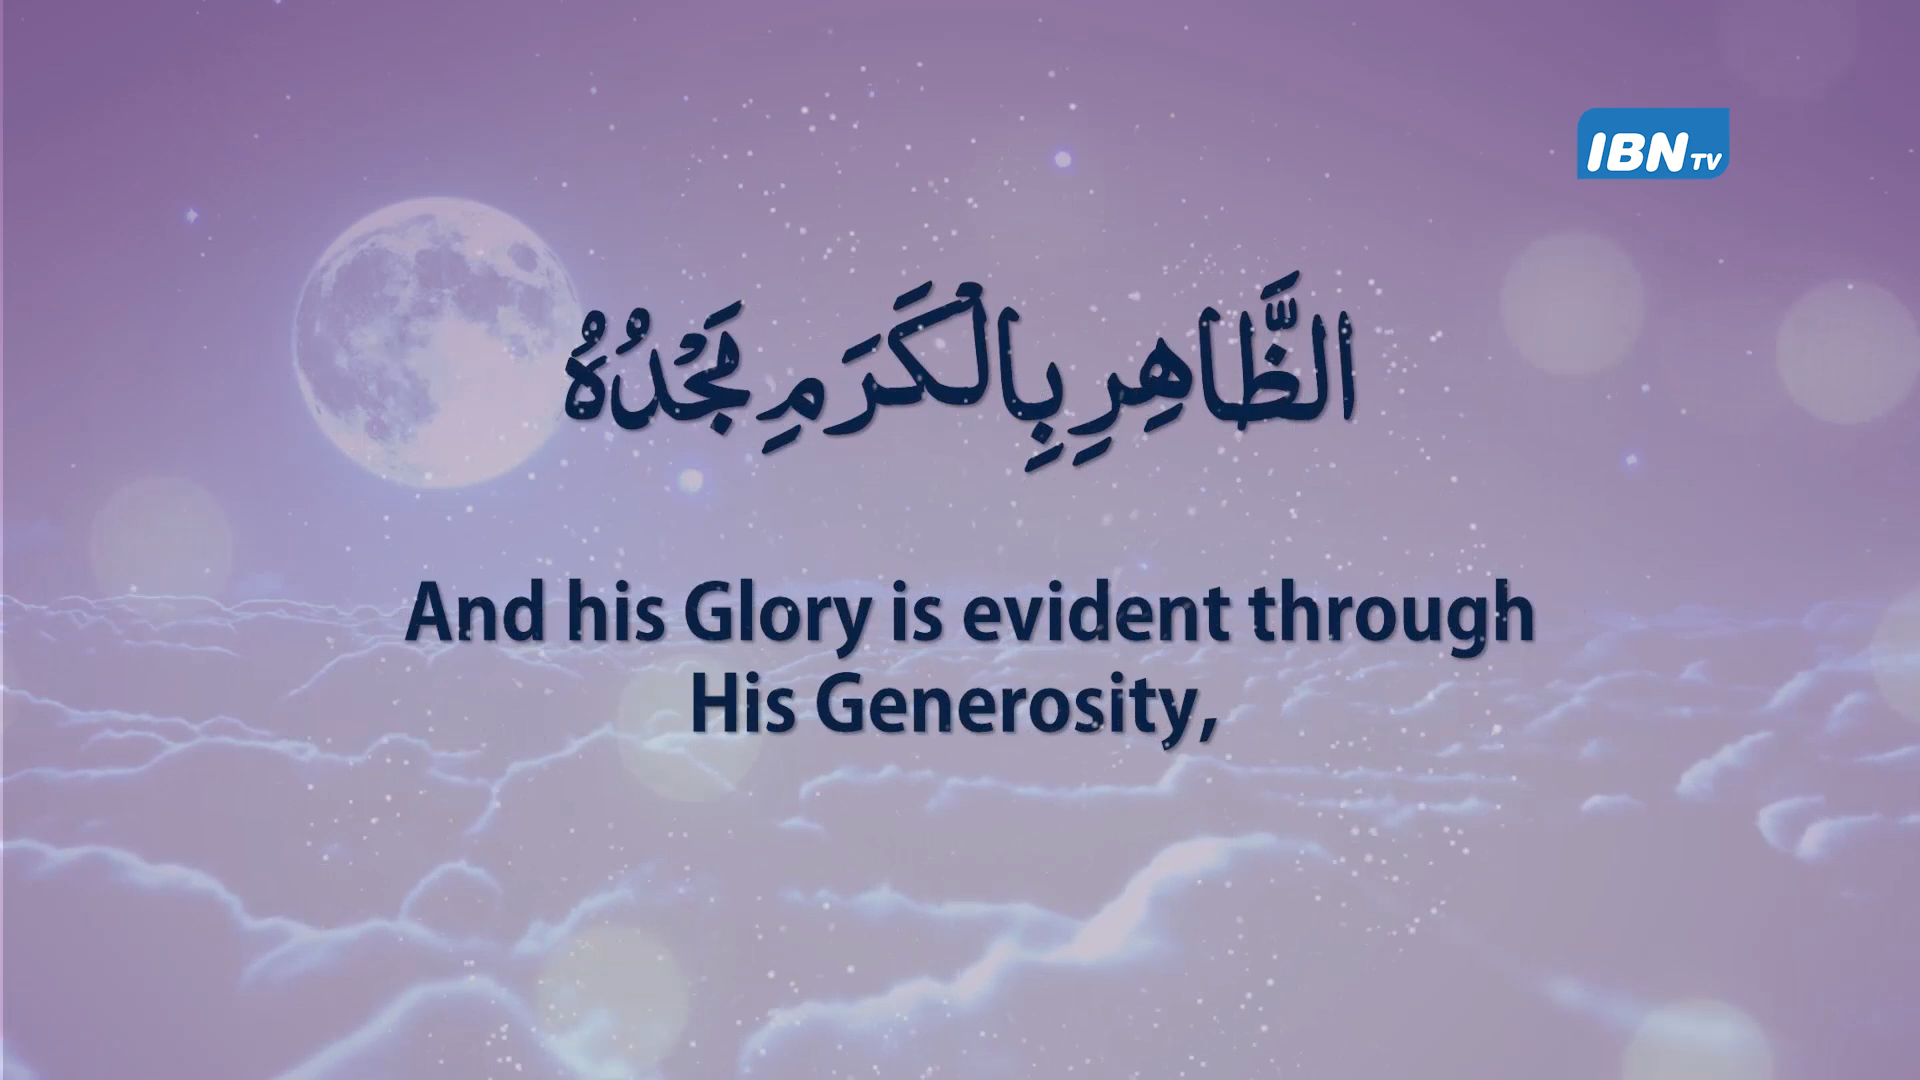 IBN TV
الظَّاهِرِ بِالْكَرَمِ مَجْدُهُ
And his Glory is evident through
His Generosity,